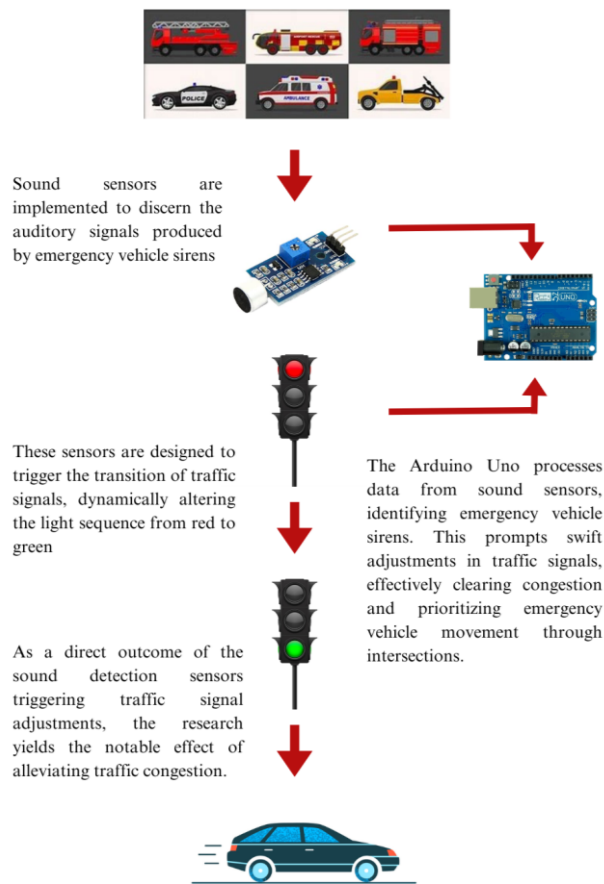 POLICE
AMBULANCE
Sound sensors are
implemented to discern the
auditory signals produced
by emergency vehicle sirens
UNO
These sensors are designed to
trigger the transition of traffic
signals, dynamically altering
the light sequence from red to
green
The Arduino Uno processes
data from sound sensors,
identifying emergency vehicle
sirens. This prompts swift
adjustments in traffic signals,
effectively clearing congestion
and prioritizing emergency
vehicle movement through
intersections.
As a direct outcome of the
sound detection sensors
triggering traffic signal
adjustments, the research
yields the notable effect of
alleviating traffic congestion.